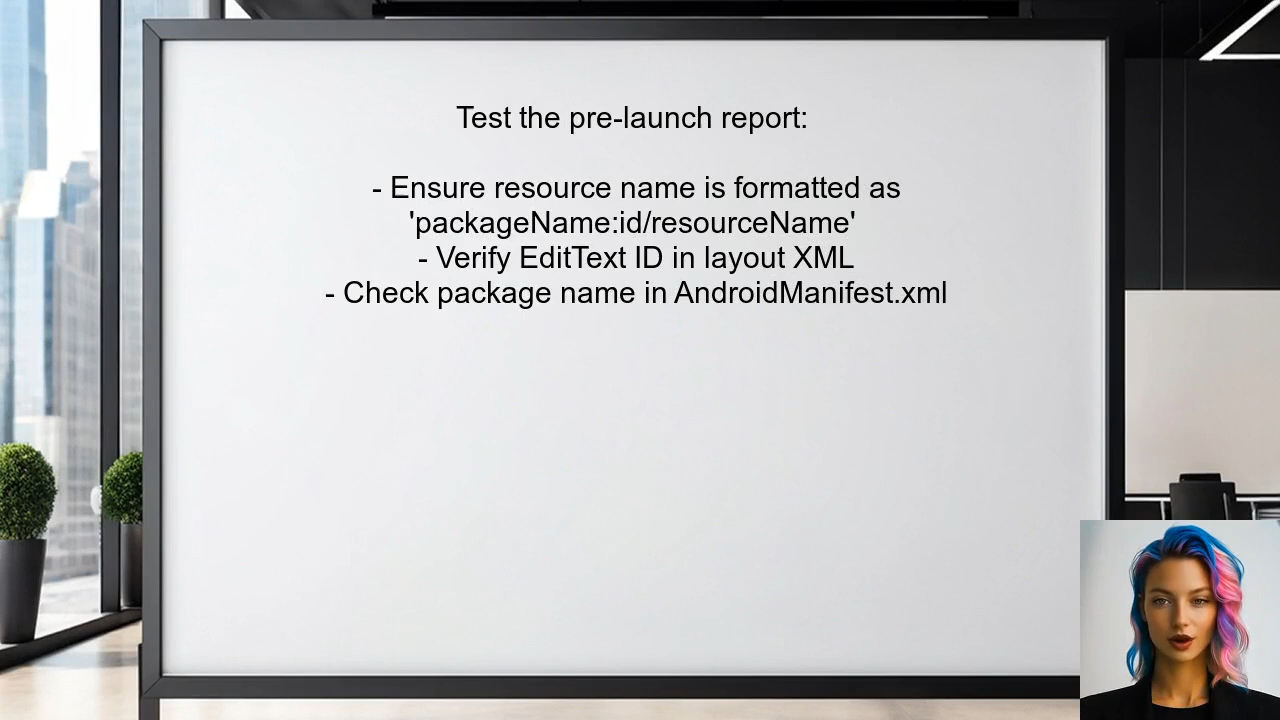 Test the pre-launch report:
- Ensure resource name is formatted as
'packageName:id/resourceName'
- Verify EditText ID in layout XML
- Check package name in AndroidManifest.xml